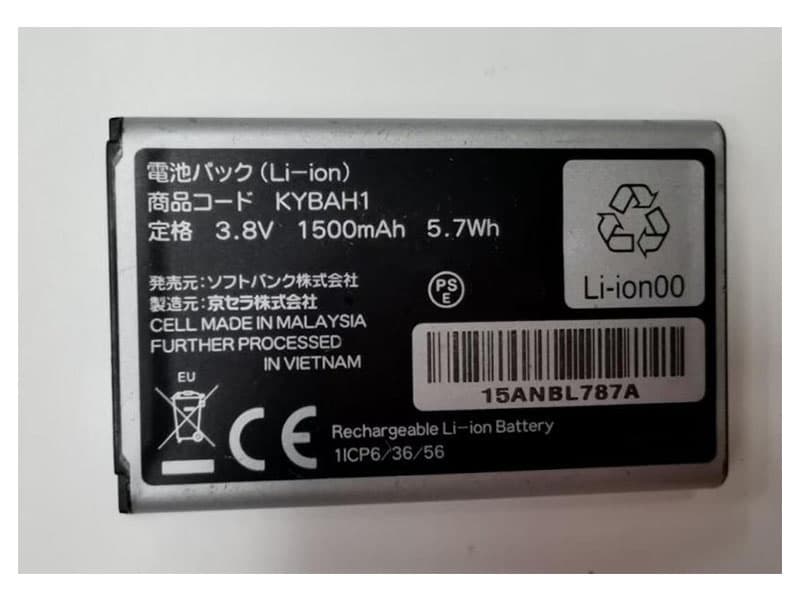 電池パック（Li-ion）
商品コード KYBAH1
定格 3.8V 1500mAh 5.7Wh
発売元：ソフトバンク株式会社
製造元：京セラ株式会社
CELL MADE IN MALAYSIA
FURTHER PROCESSED
IN VIETNAM
PS
E
Li-ion00
15ANBL787A
EU
CE
Rechargeable Li-ion Battery
1ICP6/36/56